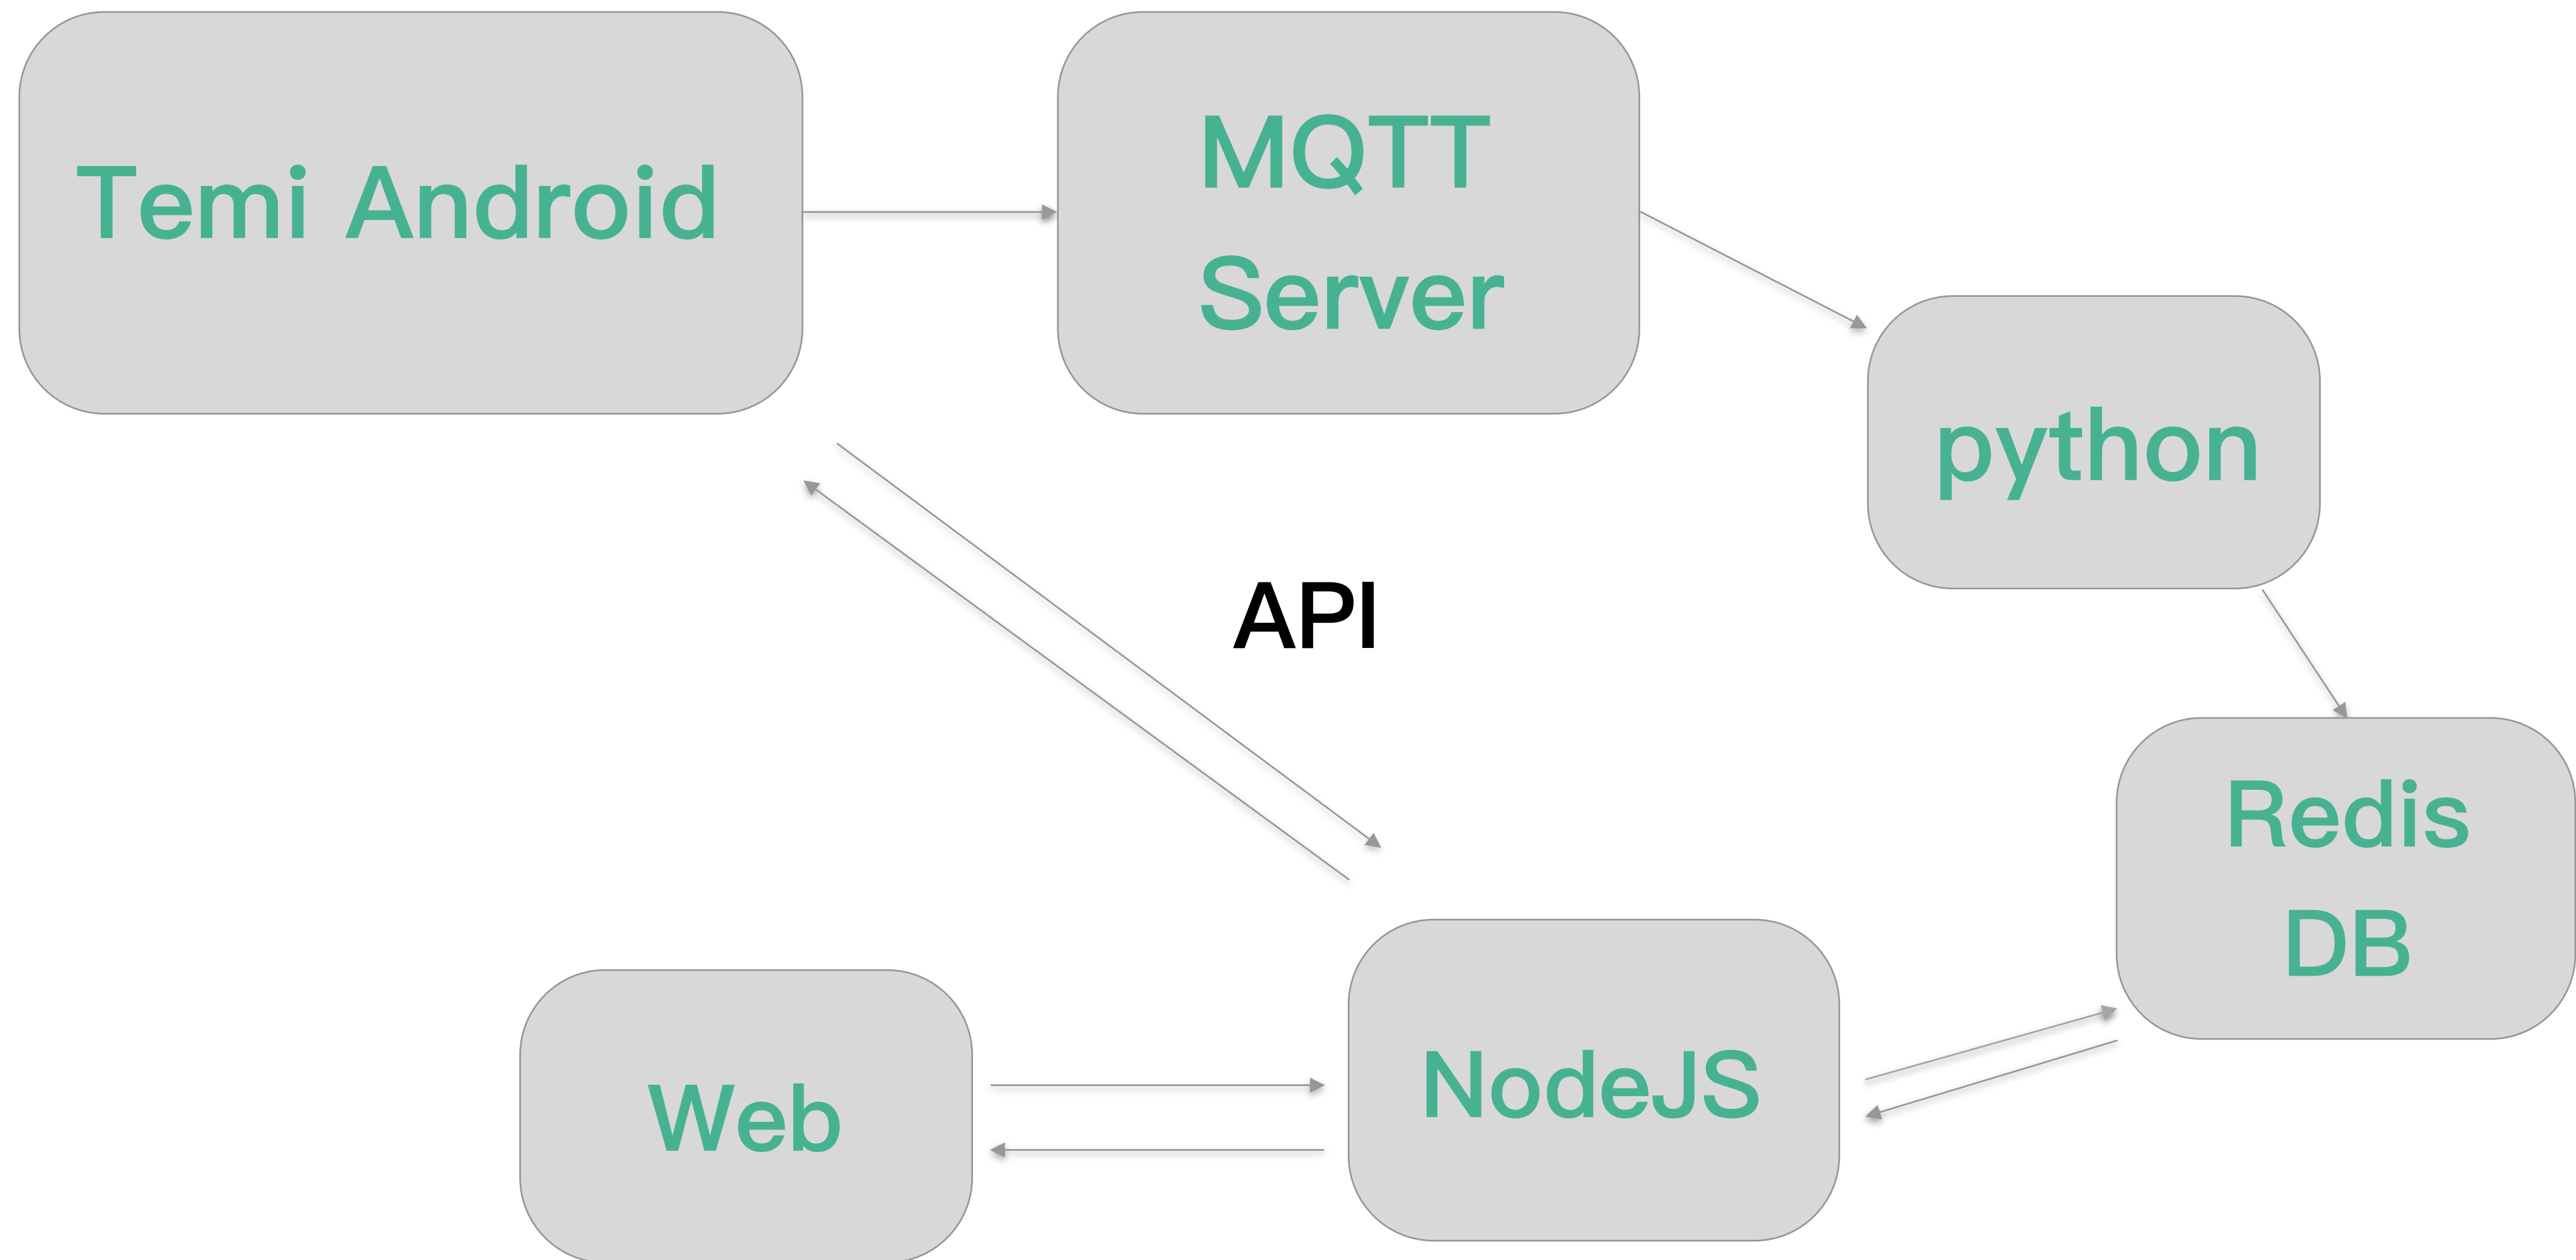 Temi Android
MQTT
Server
python
API
Redis
DB
NodeJS
Web